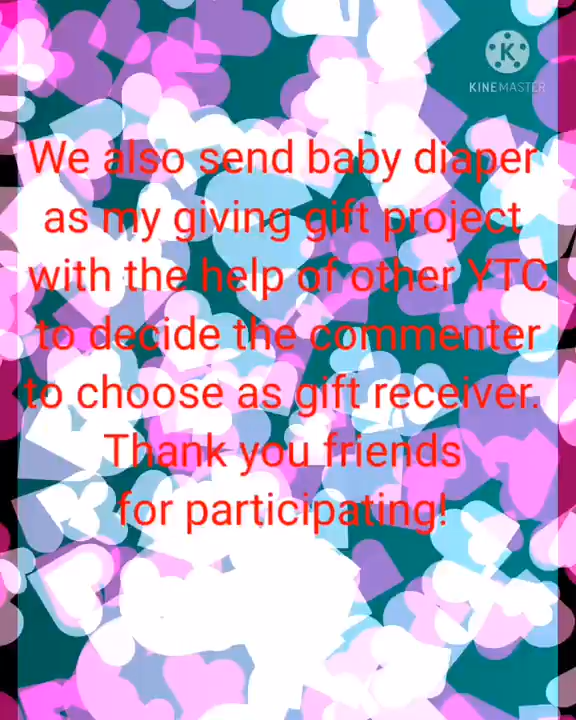 KINEMASTER
We also send baby diaper
as my giving gift project
with the help of other YTC
to decide the commenter
to choose as gift receiver.
Thank you friends
for participating!